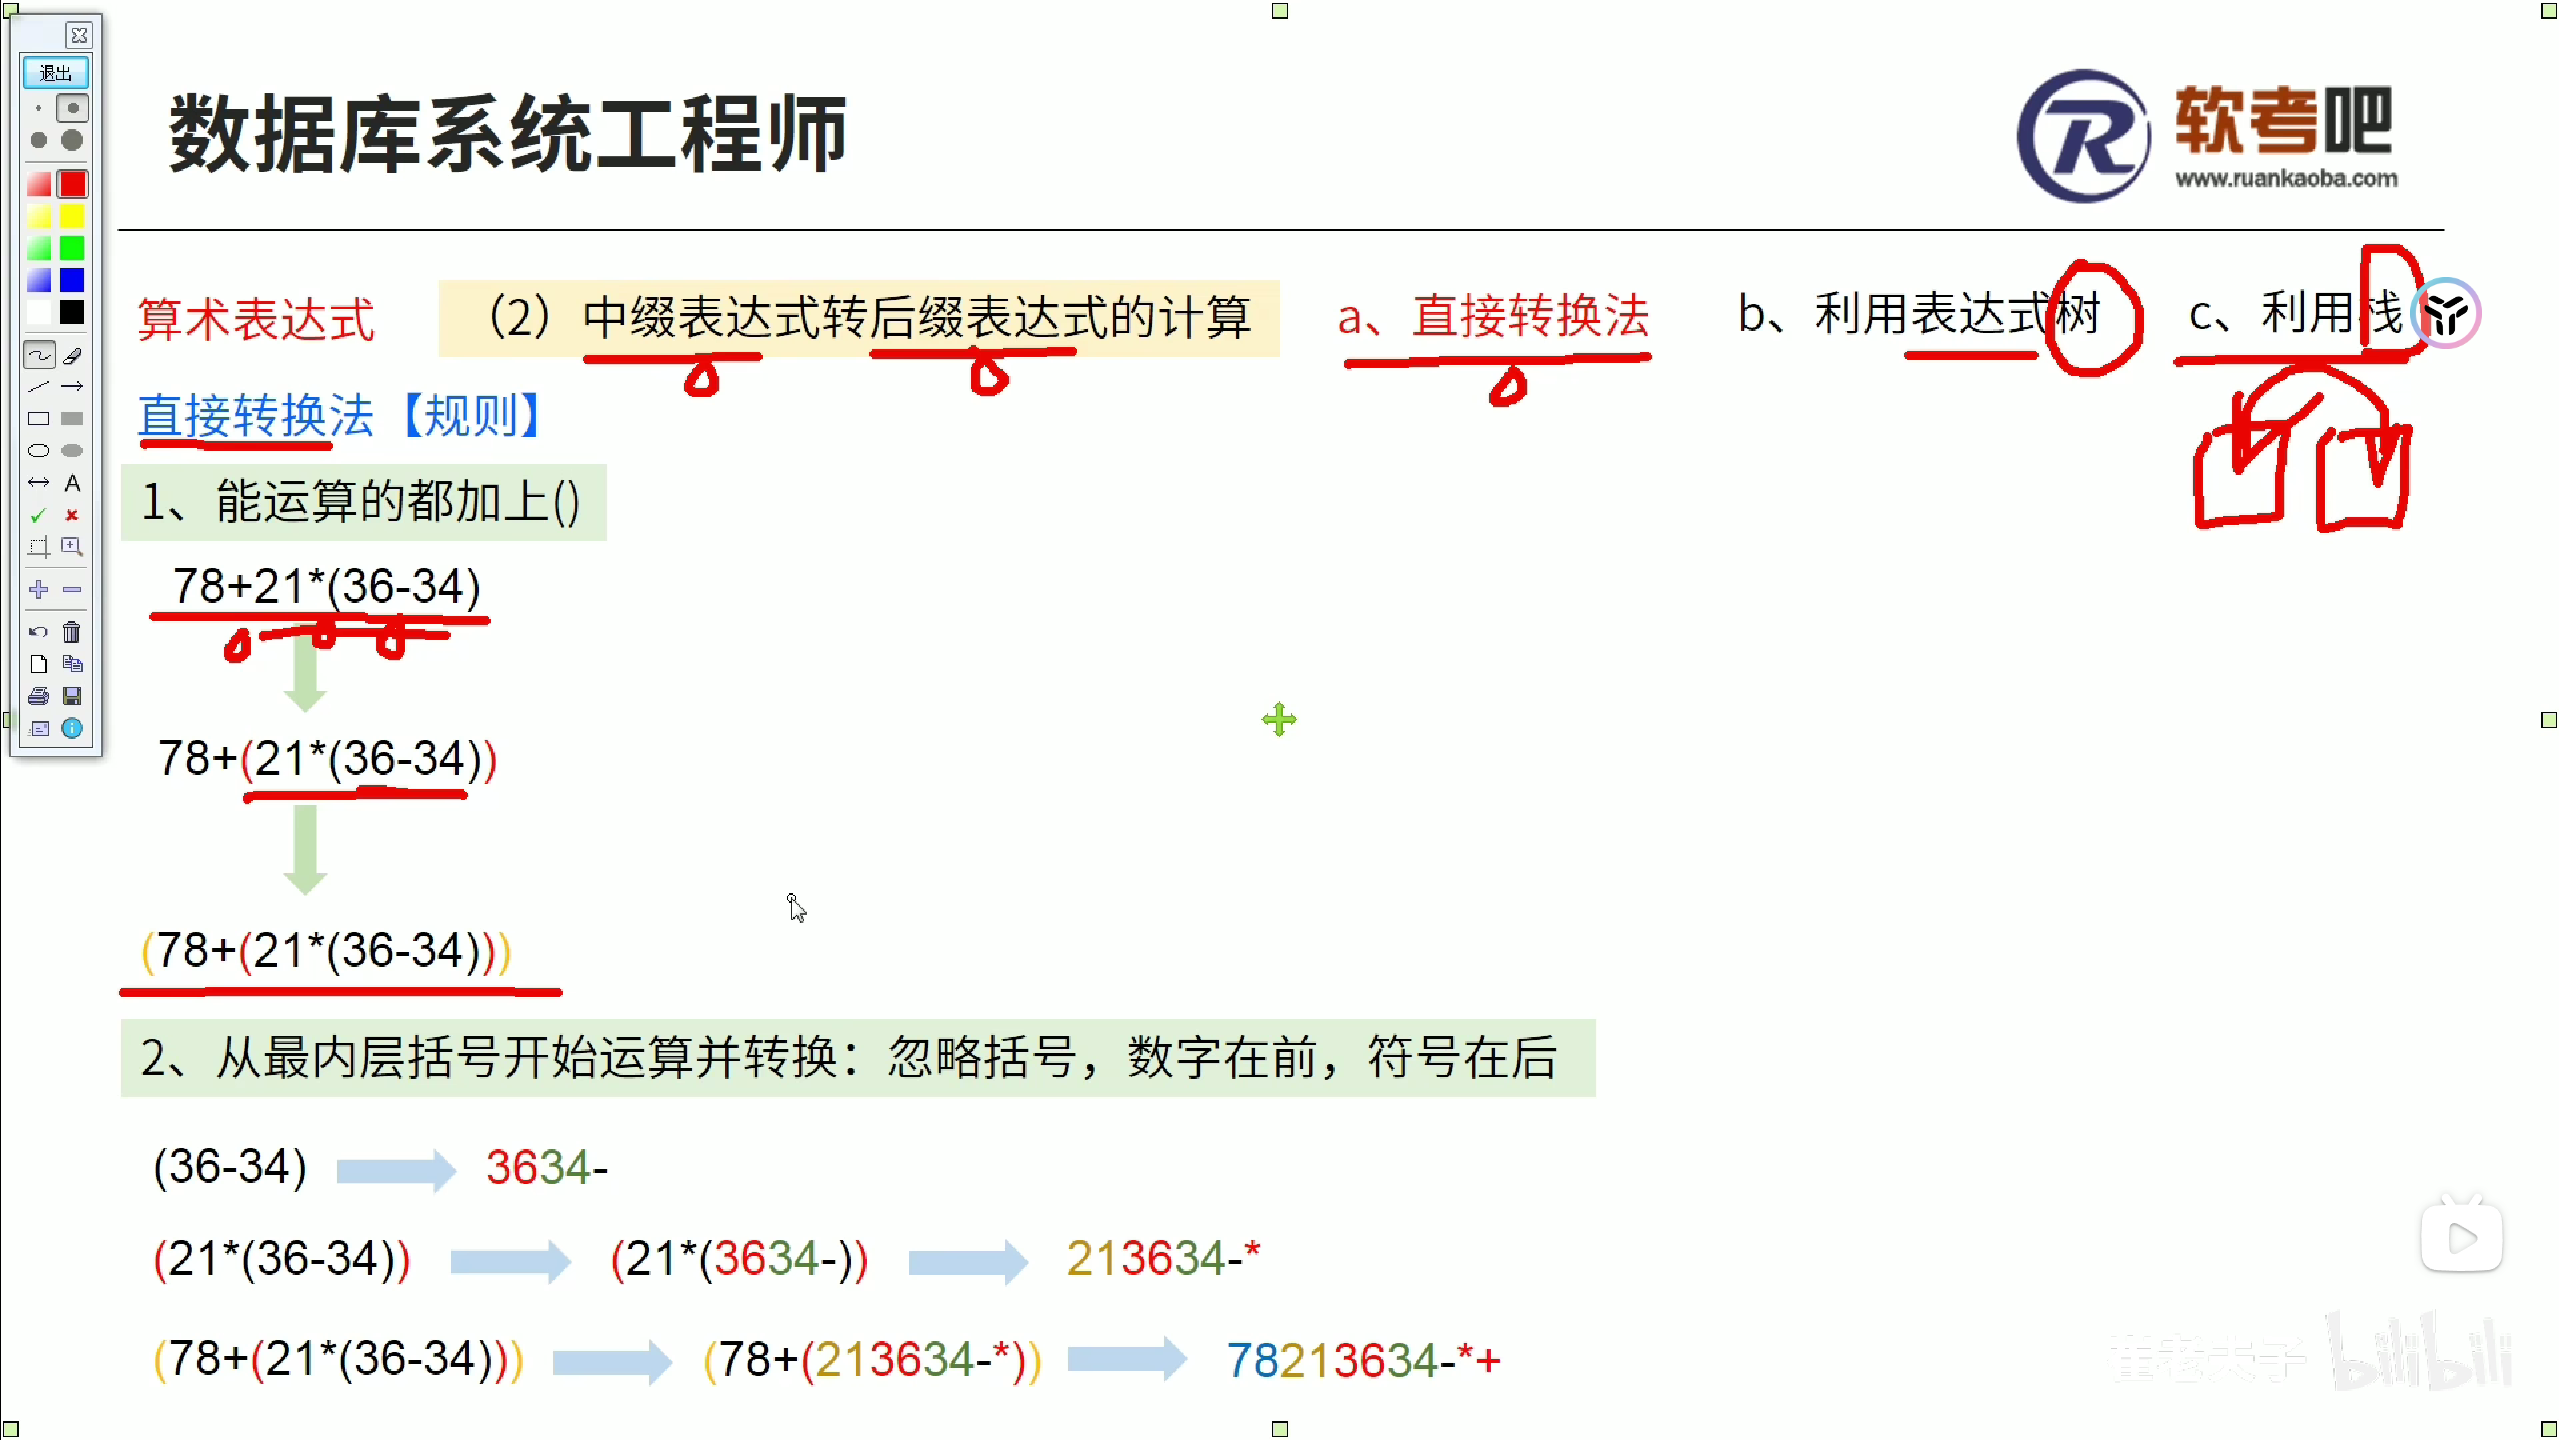 退出
数据库系统工程师
软考吧
www.ruankaoba.com
算术表达式 （2）中缀表达式转后缀表达式的计算 a、直接转换法 b、利用表达式树 c、利用栈
直接转换法【规则】
1、能运算的都加上()
78+21*(36-34)
78+(21*(36-34))
(78+(21*(36-34)))
2、从最内层括号开始运算并转换：忽略括号，数字在前，符号在后
(36-34) 3634-
(21*(36-34)) (21*(3634-)) 213634-*
(78+(21*(36-34))) (78+(213634-*)) 78213634-*+
崔老夫子 bilibili